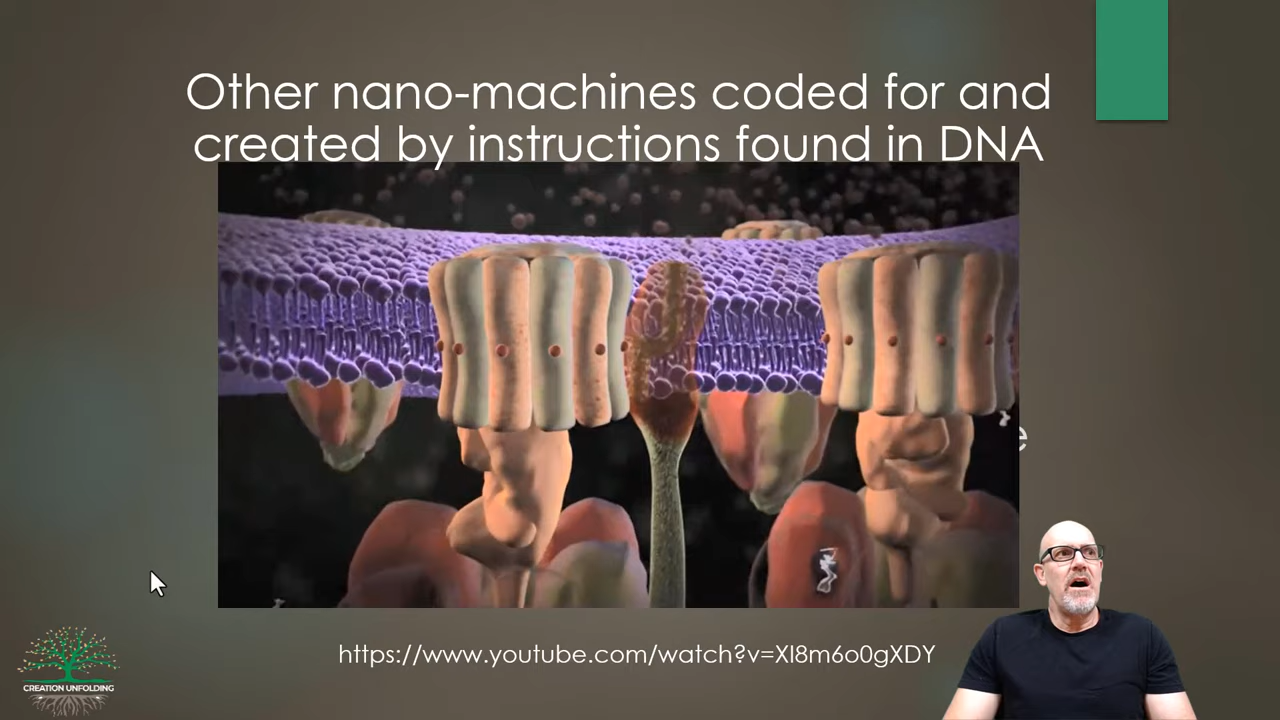 Other nano-machines coded for and
created by instructions found in DNA
e
https://www.youtube.com/watch?v=XI8m6o0gXDY
CREATION UNFOLDING